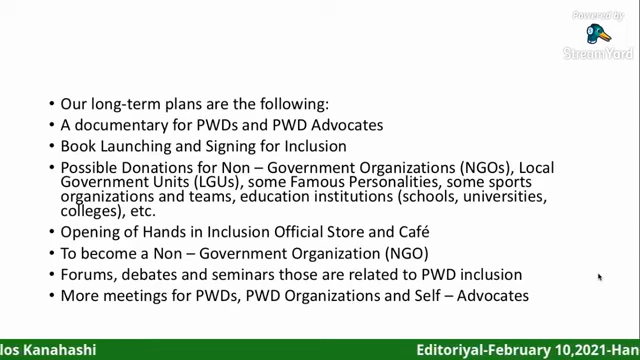 Powered by
StreamYard
• Our long-term plans are the following:
• A documentary for PWDs and PWD Advocates
• Book Launching and Signing for Inclusion
• Possible Donations for Non – Government Organizations (NGOs), Local
Government Units (LGUs), some Famous Personalities, some sports
organizations and teams, education institutions (schools, universities,
colleges), etc.
• Opening of Hands in Inclusion Official Store and Café
• To become a Non – Government Organization (NGO)
• Forums, debates and seminars those are related to PWD inclusion
• More meetings for PWDs, PWD Organizations and Self – Advocates
los Kanahashi Editoriyal-February 10,2021-Han